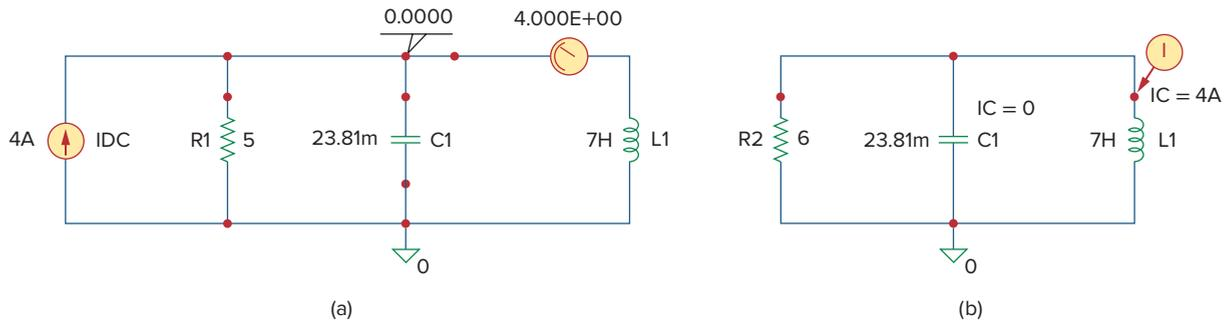 0.0000
4.000E+00
4A
IDC
R1
5
23.81m
C1
7H
L1
0
(a)
I
IC = 4A
IC = 0
R2
6
23.81m
C1
7H
L1
0
(b)